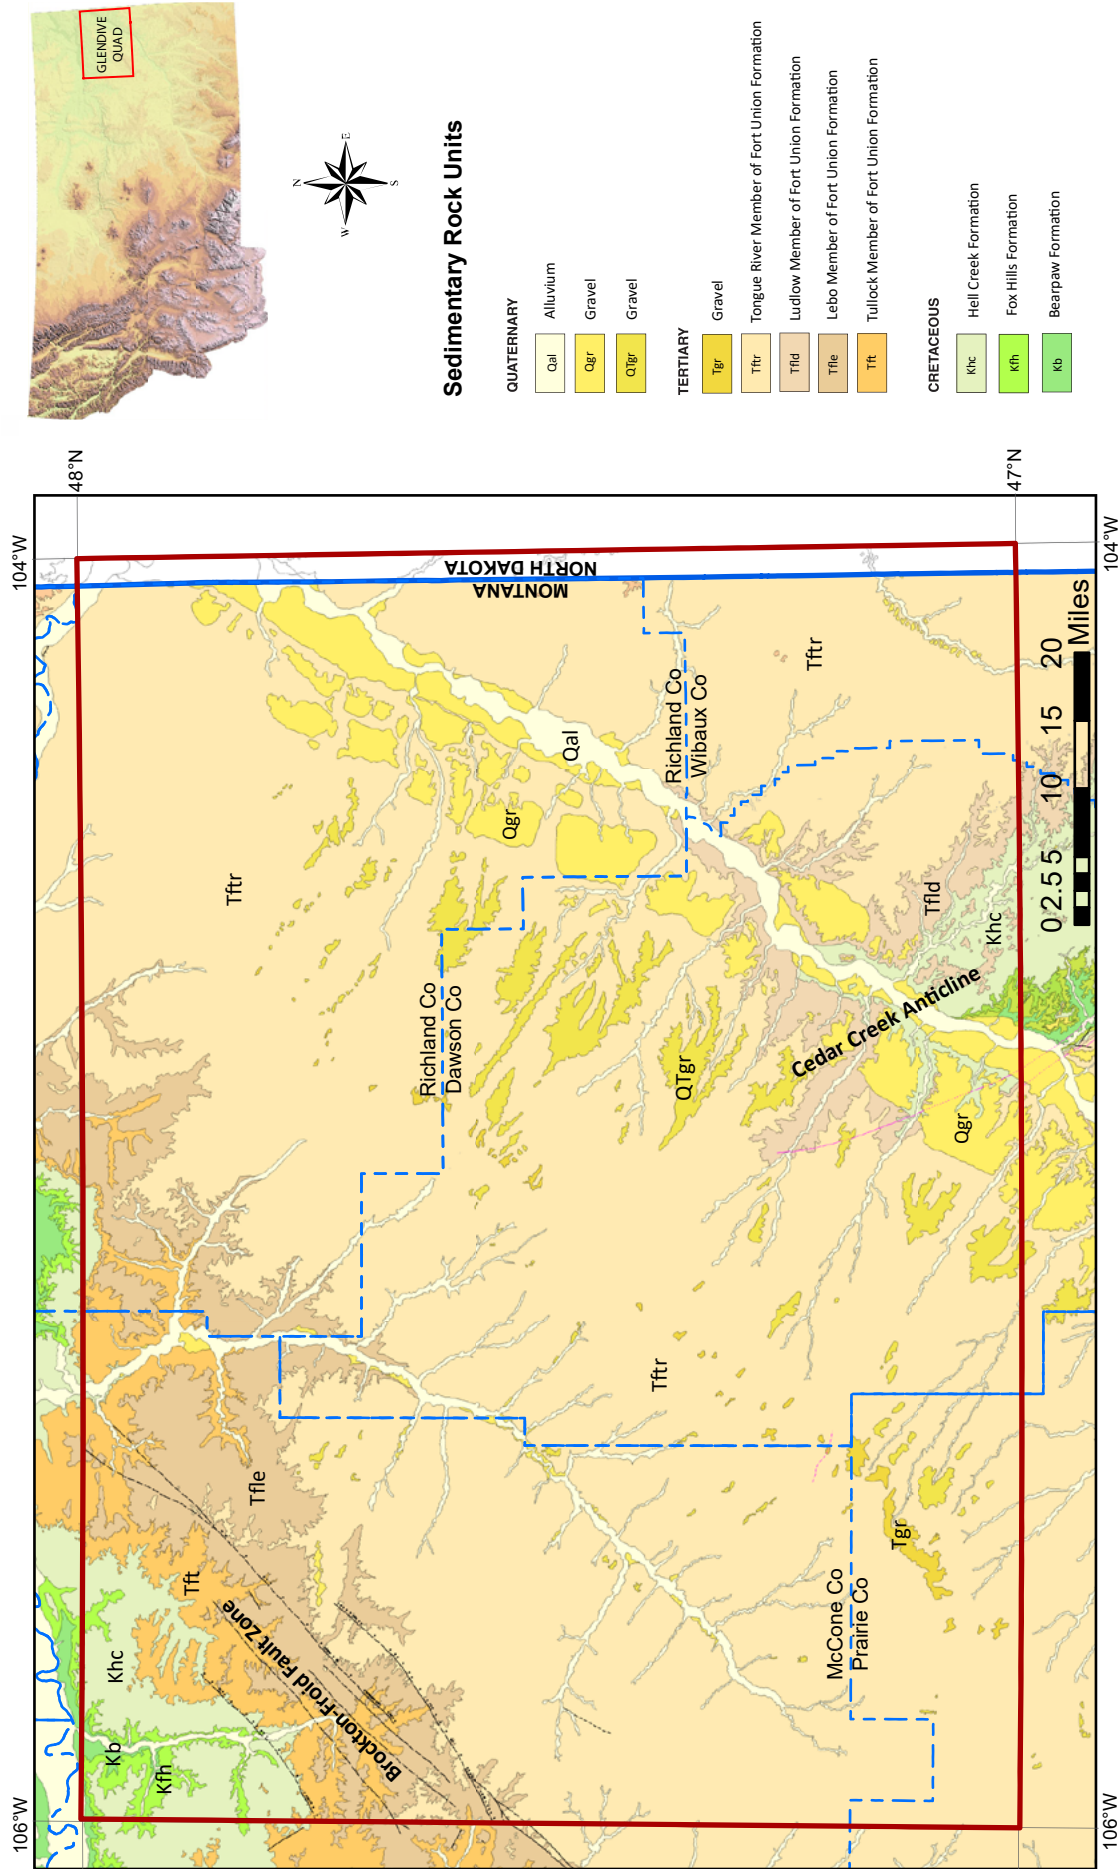 GLENDIVE
QUAD
N
W
E
S
Sedimentary Rock Units
QUATERNARY
Qal
Alluvium
Qgr
Gravel
QTgr
Gravel
TERTIARY
Tgr
Gravel
Tftr
Tongue River Member of Fort Union Formation
Tfld
Ludlow Member of Fort Union Formation
Tfle
Lebo Member of Fort Union Formation
Tft
Tullock Member of Fort Union Formation
CRETACEOUS
Khc
Hell Creek Formation
Kfh
Fox Hills Formation
Kb
Bearpaw Formation
106°W
104°W
48°N
Kb
Kfh
Khc
Tft
Brockton-Froid Fault Zone
Tfle
Tftr
Richland Co
Dawson Co
Qgr
Qal
MONTANA
NORTH DAKOTA
Richland Co
Wibaux Co
Tftr
QTgr
Tftr
McCone Co
Prairie Co
Tgr
Cedar Creek Anticline
Qgr
Tfld
Khc
47°N
0 2.5 5 10 15 20
Miles
106°W
104°W